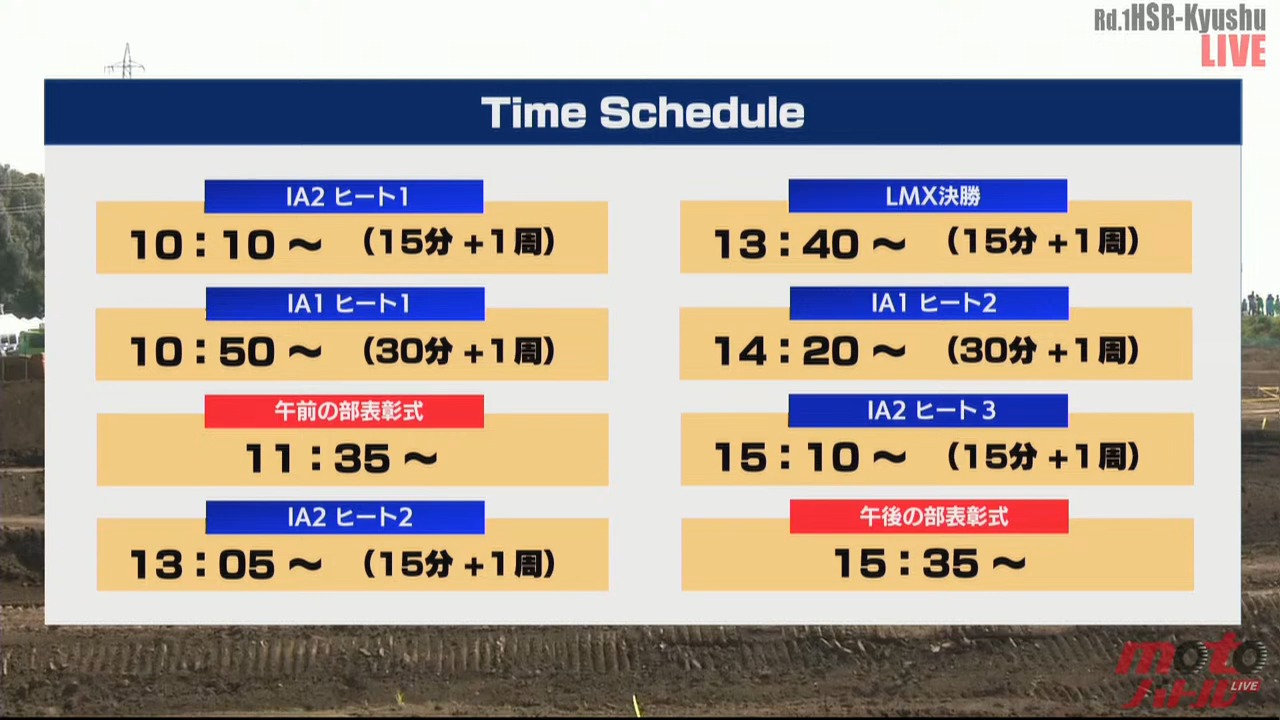 Rd.1HSR-Kyushu
LIVE
Time Schedule
IA2 ヒート1
10:10～ (15分+1周)
IA1 ヒート1
10:50～ (30分+1周)
午前の部表彰式
11:35～
IA2 ヒート2
13:05～ (15分+1周)
LMX決勝
13:40～ (15分+1周)
IA1 ヒート2
14:20～ (30分+1周)
IA2 ヒート3
15:10～ (15分+1周)
午後の部表彰式
15:35～
moto
バトル LIVE